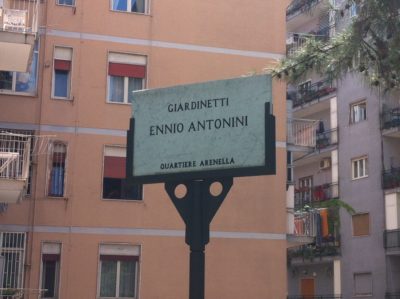 GIARDINETTI
ENNIO ANTONINI
QUARTIERE ARENELLA